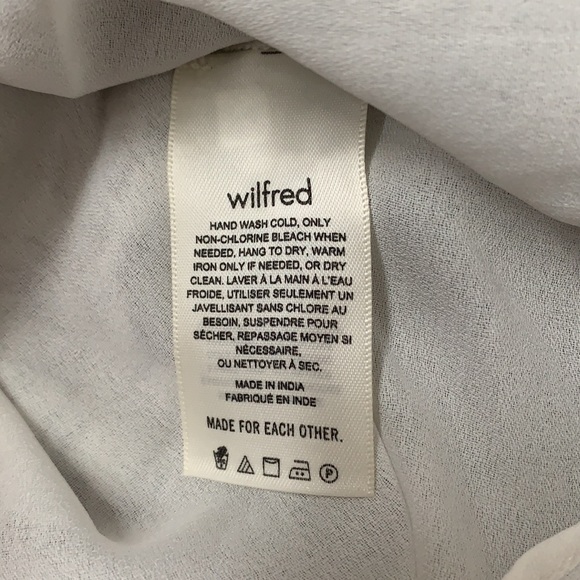 wilfred
HAND WASH COLD, ONLY
NON-CHLORINE BLEACH WHEN
NEEDED, HANG TO DRY, WARM
IRON ONLY IF NEEDED, OR DRY
CLEAN. LAVER À LA MAIN À L'EAU
FROIDE, UTILISER SEULEMENT UN
JAVELLISANT SANS CHLORE AU
BESOIN, SUSPENDRE POUR
SÉCHER, REPASSAGE MOYEN SI
NÉCESSAIRE,
OU NETTOYER À SEC.
MADE IN INDIA
FABRIQUÉ EN INDE
MADE FOR EACH OTHER.
P